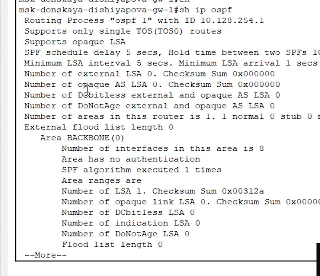 msk-donskaya-dishiyapova-gw-1#sh ip ospf
Routing Process "ospf 1" with ID 10.128.254.1
Supports only single TOS(TOS0) routes
Supports opaque LSA
SPF schedule delay 5 secs, Hold time between two SPFs 10
Minimum LSA interval 5 secs. Minimum LSA arrival 1 secs
Number of external LSA 0. Checksum Sum 0x000000
Number of opaque AS LSA 0. Checksum Sum 0x000000
Number of DCbitless external and opaque AS LSA 0
Number of DoNotAge external and opaque AS LSA 0
Number of areas in this router is 1. 1 normal 0 stub 0
External flood list length 0
Area BACKBONE(0)
Number of interfaces in this area is 8
Area has no authentication
SPF algorithm executed 1 times
Area ranges are
Number of LSA 1. Checksum Sum 0x00312a
Number of opaque link LSA 0. Checksum Sum 0x0000
Number of DCbitless LSA 0
Number of indication LSA 0
Number of DoNotAge LSA 0
Flood list length 0
--More--